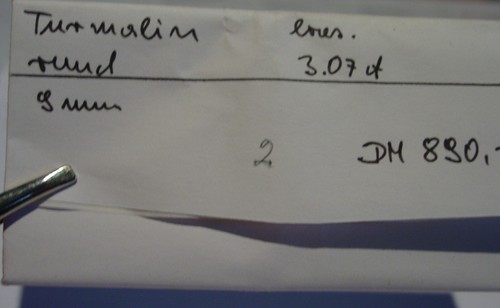 Turmalin
rund 3.07 ct
9 mm
2 DM 890,-